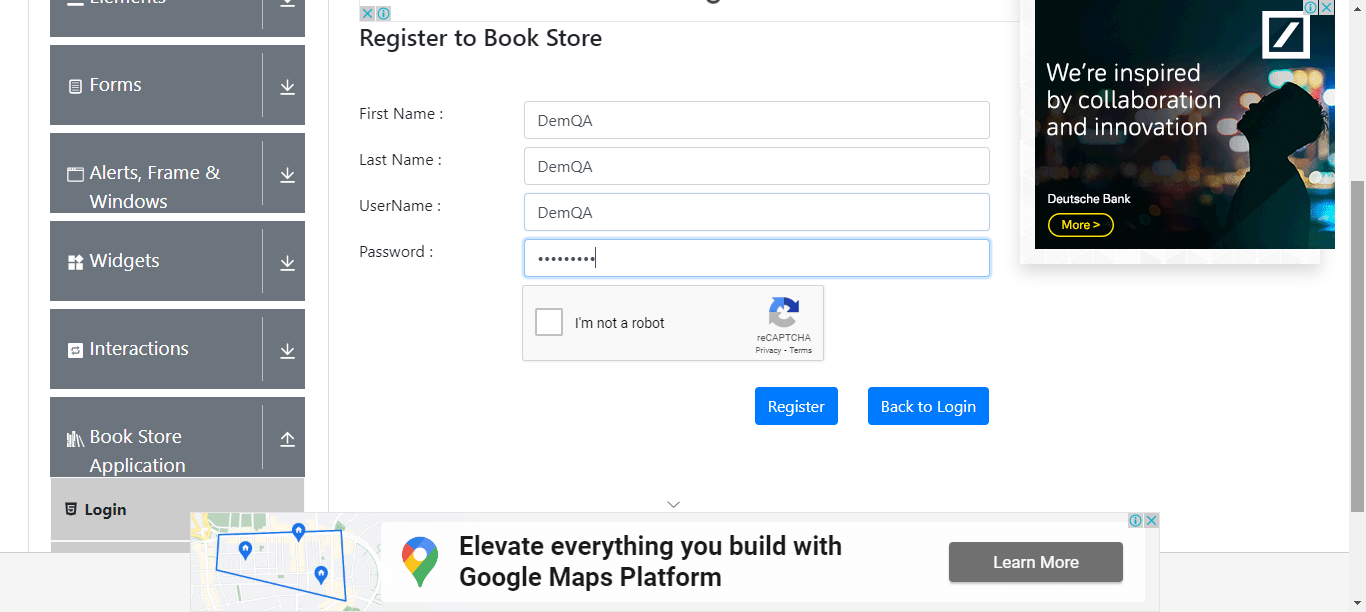 Elements
Forms
Alerts, Frame &
Windows
Widgets
Interactions
Book Store
Application
Login
Register to Book Store
First Name :
DemQA
Last Name :
DemQA
UserName :
DemQA
Password :
•••••••••
I'm not a robot
reCAPTCHA
Privacy - Terms
Register
Back to Login
We're inspired
by collaboration
and innovation
Deutsche Bank
More >
Elevate everything you build with
Google Maps Platform
Learn More